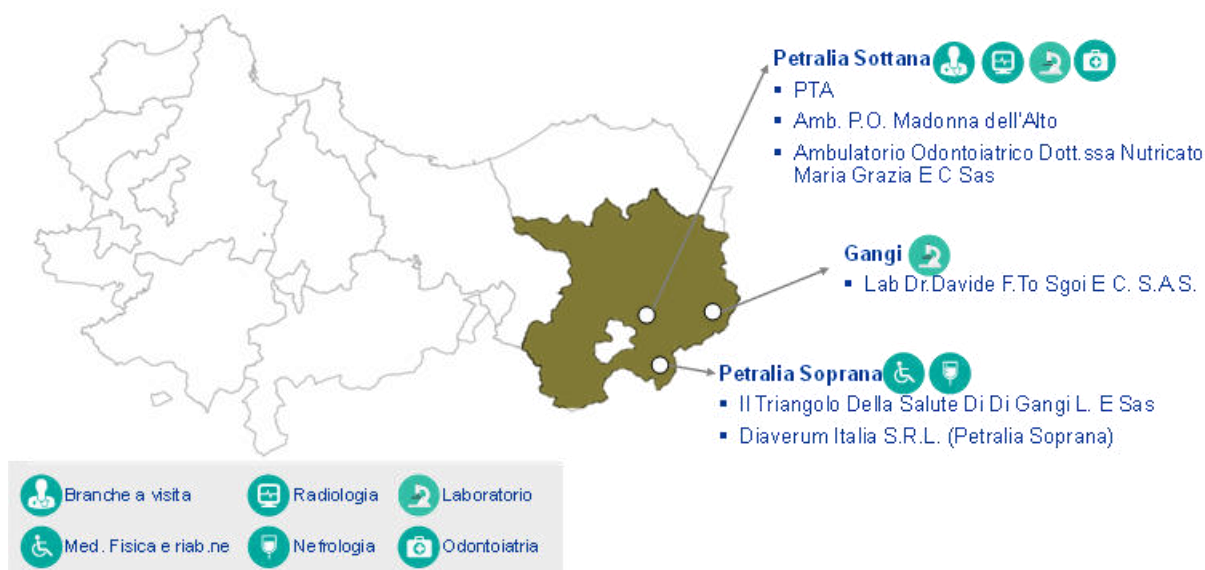 Petralia Sottana
▪ PTA
▪ Amb. P.O. Madonna dell'Alto
▪ Ambulatorio Odontoiatrico Dott.ssa Nutricato
Maria Grazia E C Sas
Gangi
▪ Lab Dr.Davide F.To Sgoi E C. S.A.S.
Petralia Soprana
▪ Il Triangolo Della Salute Di Di Gangi L. E Sas
▪ Diaverum Italia S.R.L. (Petralia Soprana)
Branche a visita
Radiologia
Laboratorio
Med. Fisica e riab.ne
Nefrologia
Odontoiatria